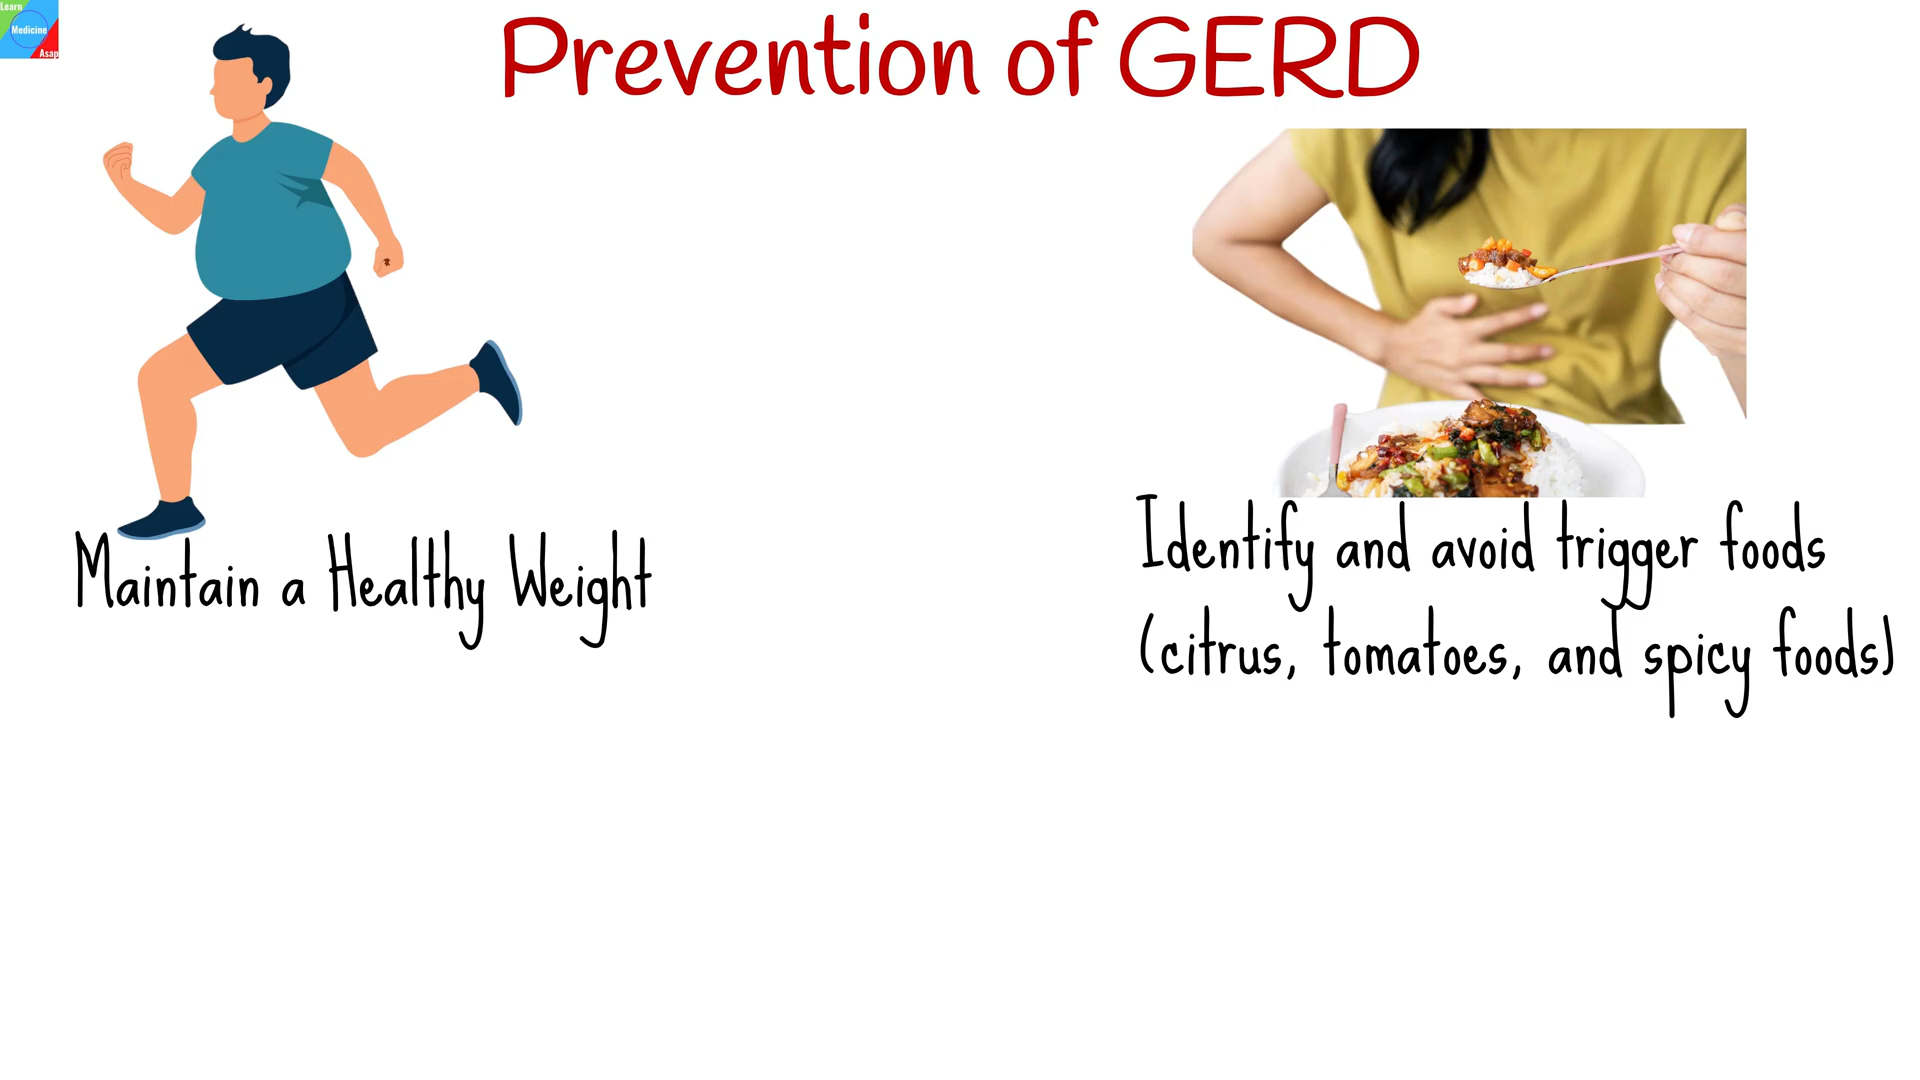 Learn
Medicine
Asap
Prevention of GERD
Maintain a Healthy Weight
Identify and avoid trigger foods
(citrus, tomatoes, and spicy foods)